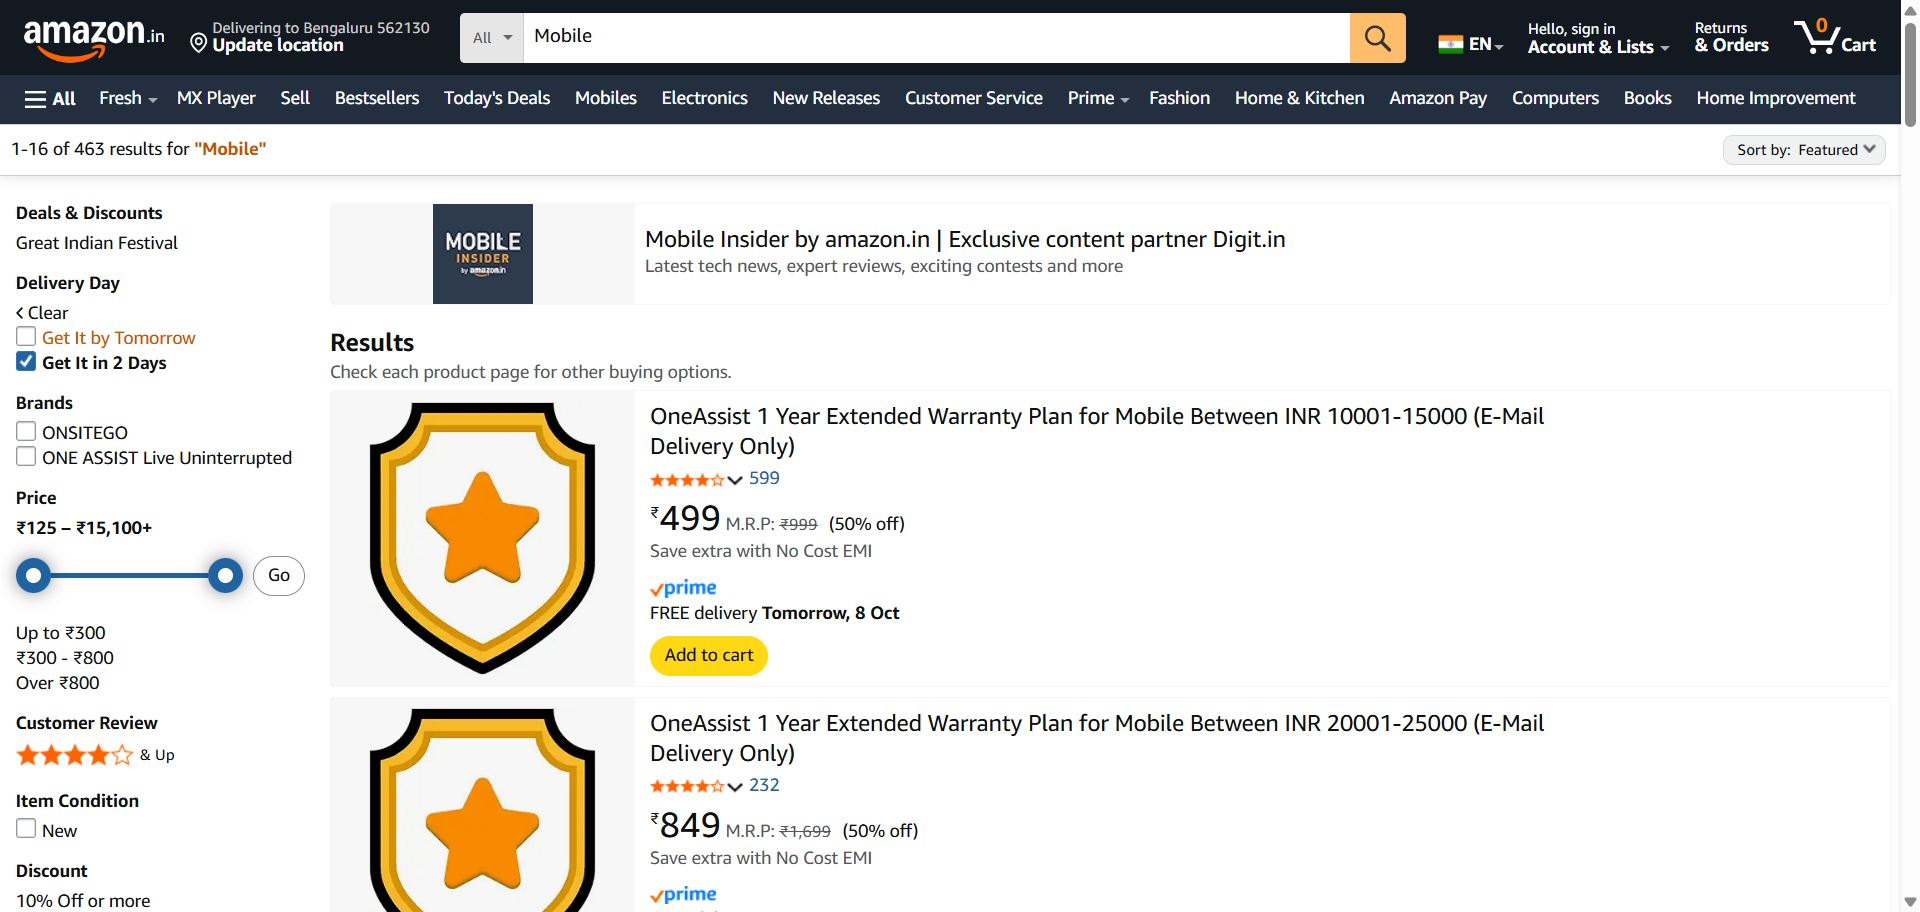 amazon.in
Delivering to Bengaluru 562130
Update location
All
Mobile
EN
Hello, sign in
Account & Lists
Returns
& Orders
0
Cart
All
Fresh
MX Player
Sell
Bestsellers
Today's Deals
Mobiles
Electronics
New Releases
Customer Service
Prime
Fashion
Home & Kitchen
Amazon Pay
Computers
Books
Home Improvement
1-16 of 463 results for "Mobile"
Sort by: Featured
Deals & Discounts
Great Indian Festival
Delivery Day
Clear
Get It by Tomorrow
Get It in 2 Days
Brands
ONSITEGO
ONE ASSIST Live Uninterrupted
Price
₹125 – ₹15,100+
Go
Up to ₹300
₹300 - ₹800
Over ₹800
Customer Review
& Up
Item Condition
New
Discount
10% Off or more
MOBILE
INSIDER
by amazon.in
Mobile Insider by amazon.in | Exclusive content partner Digit.in
Latest tech news, expert reviews, exciting contests and more
Results
Check each product page for other buying options.
OneAssist 1 Year Extended Warranty Plan for Mobile Between INR 10001-15000 (E-Mail
Delivery Only)
599
₹499 M.R.P: ₹999 (50% off)
Save extra with No Cost EMI
prime
FREE delivery Tomorrow, 8 Oct
Add to cart
OneAssist 1 Year Extended Warranty Plan for Mobile Between INR 20001-25000 (E-Mail
Delivery Only)
232
₹849 M.R.P: ₹1,699 (50% off)
Save extra with No Cost EMI
prime